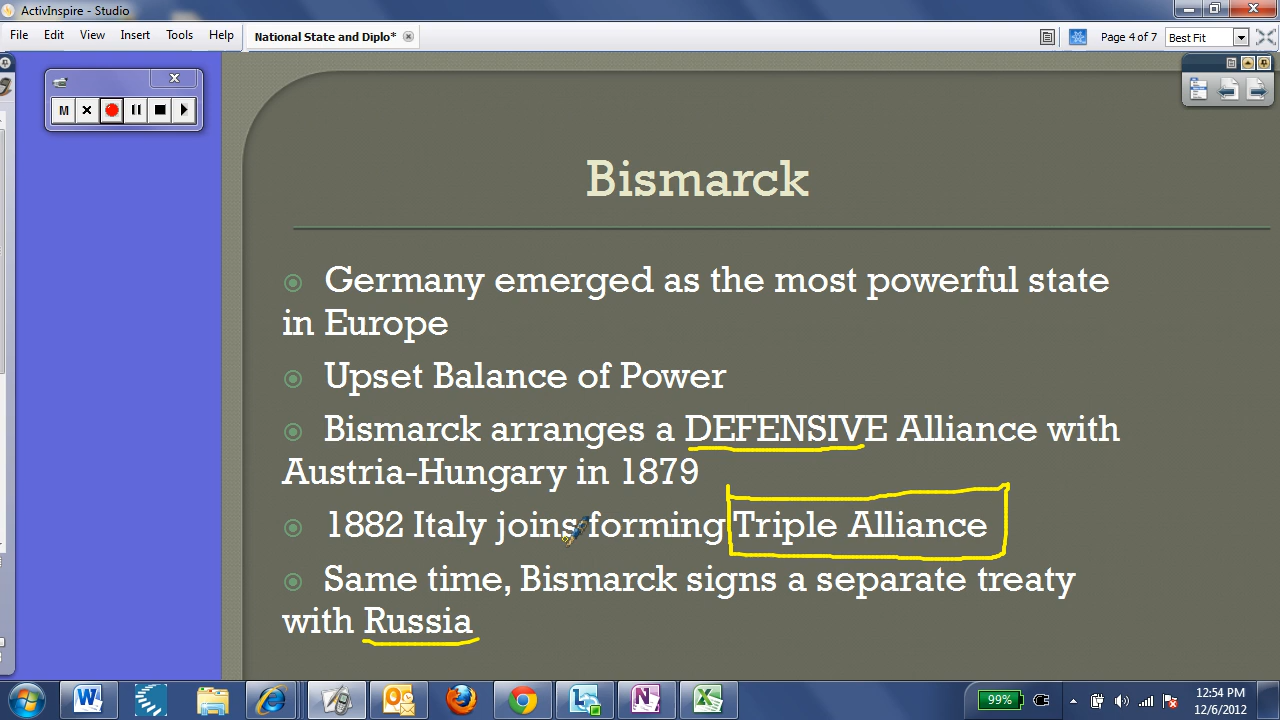 ActivInspire - Studio
File Edit View Insert Tools Help
National State and Diplo*
Page 4 of 7
Best Fit
M
Bismarck
Germany emerged as the most powerful state
in Europe
Upset Balance of Power
Bismarck arranges a DEFENSIVE Alliance with
Austria-Hungary in 1879
1882 Italy joins forming Triple Alliance
Same time, Bismarck signs a separate treaty
with Russia
99%
12:54 PM
12/6/2012